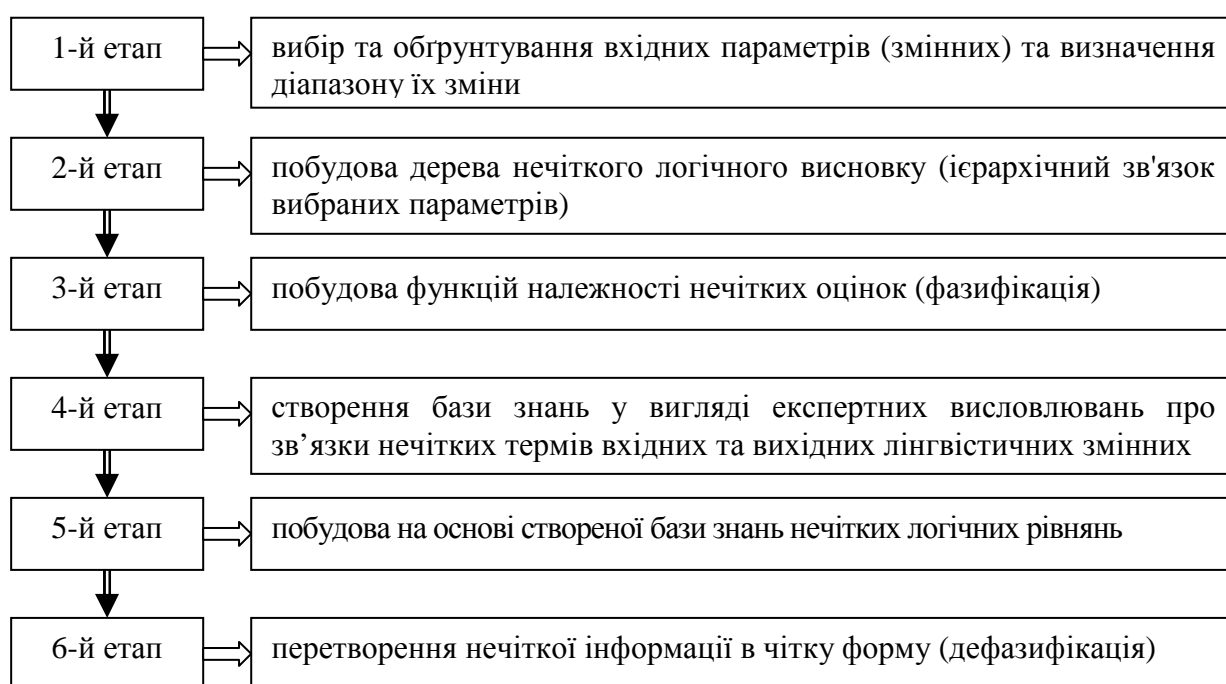 1-й етап
вибір та обґрунтування вхідних параметрів (змінних) та визначення
діапазону їх зміни
2-й етап
побудова дерева нечіткого логічного висновку (ієрархічний зв'язок
вибраних параметрів)
3-й етап
побудова функцій належності нечітких оцінок (фазифікація)
4-й етап
створення бази знань у вигляді експертних висловлювань про
зв’язки нечітких термів вхідних та вихідних лінгвістичних змінних
5-й етап
побудова на основі створеної бази знань нечітких логічних рівнянь
6-й етап
перетворення нечіткої інформації в чітку форму (дефазифікація)